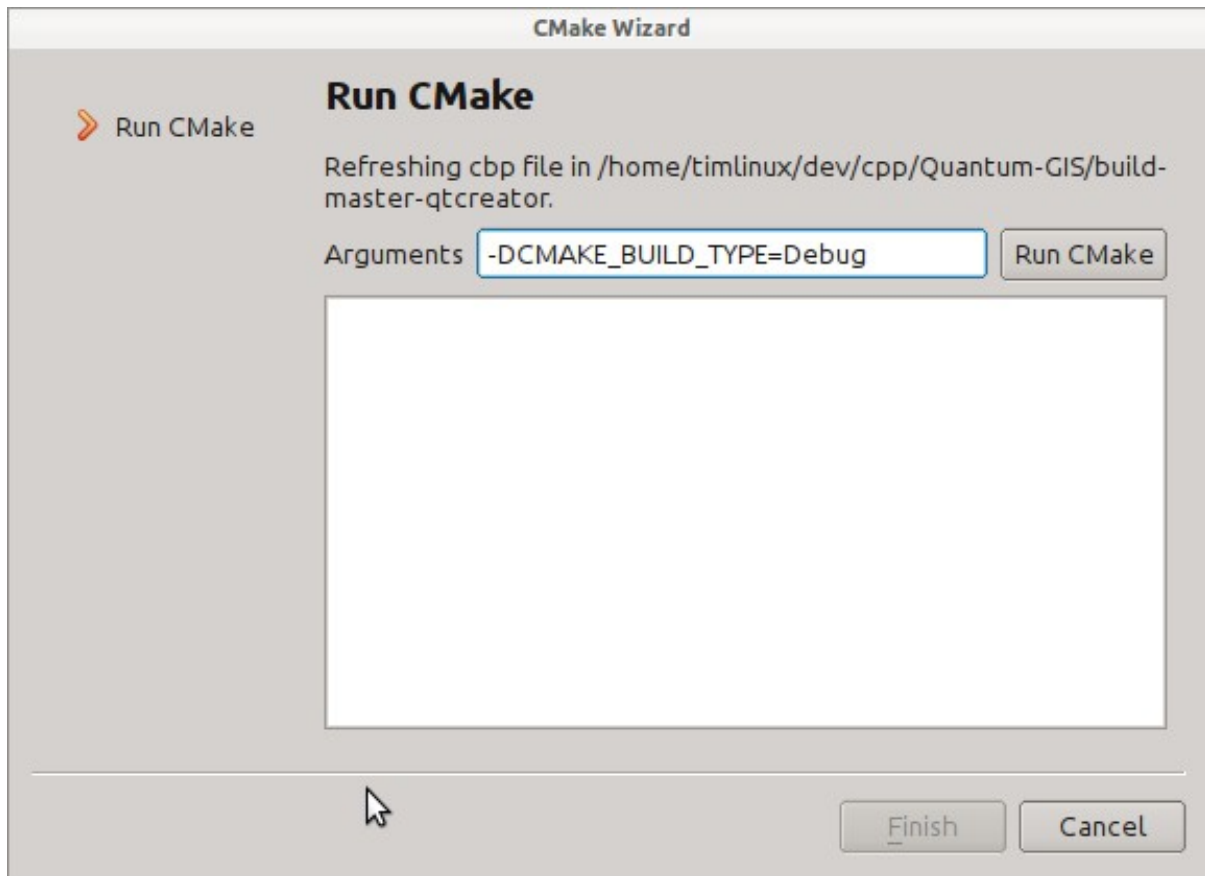 CMake Wizard
Run CMake
Run CMake
Refreshing cbp file in /home/timlinux/dev/cpp/Quantum-GIS/build-
master-qtcreator.
Arguments -DCMAKE_BUILD_TYPE=Debug Run CMake
Finish Cancel